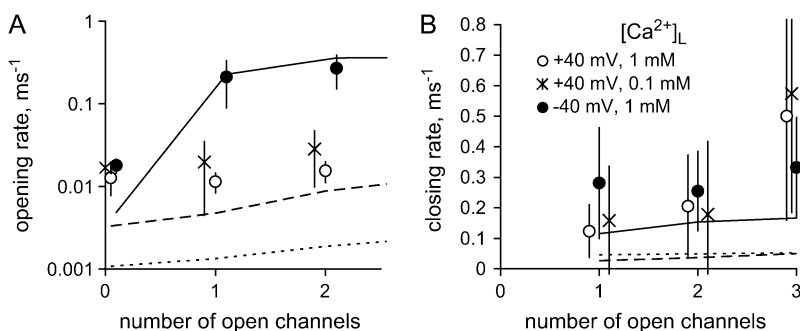 A
1
0.1
0.01
0.001
opening rate, ms⁻¹
0
1
2
number of open channels
B
0.8
0.7
0.6
0.5
0.4
0.3
0.2
0.1
0
closing rate, ms⁻¹
[Ca²⁺]L
+40 mV, 1 mM
+40 mV, 0.1 mM
-40 mV, 1 mM
0
1
2
3
number of open channels